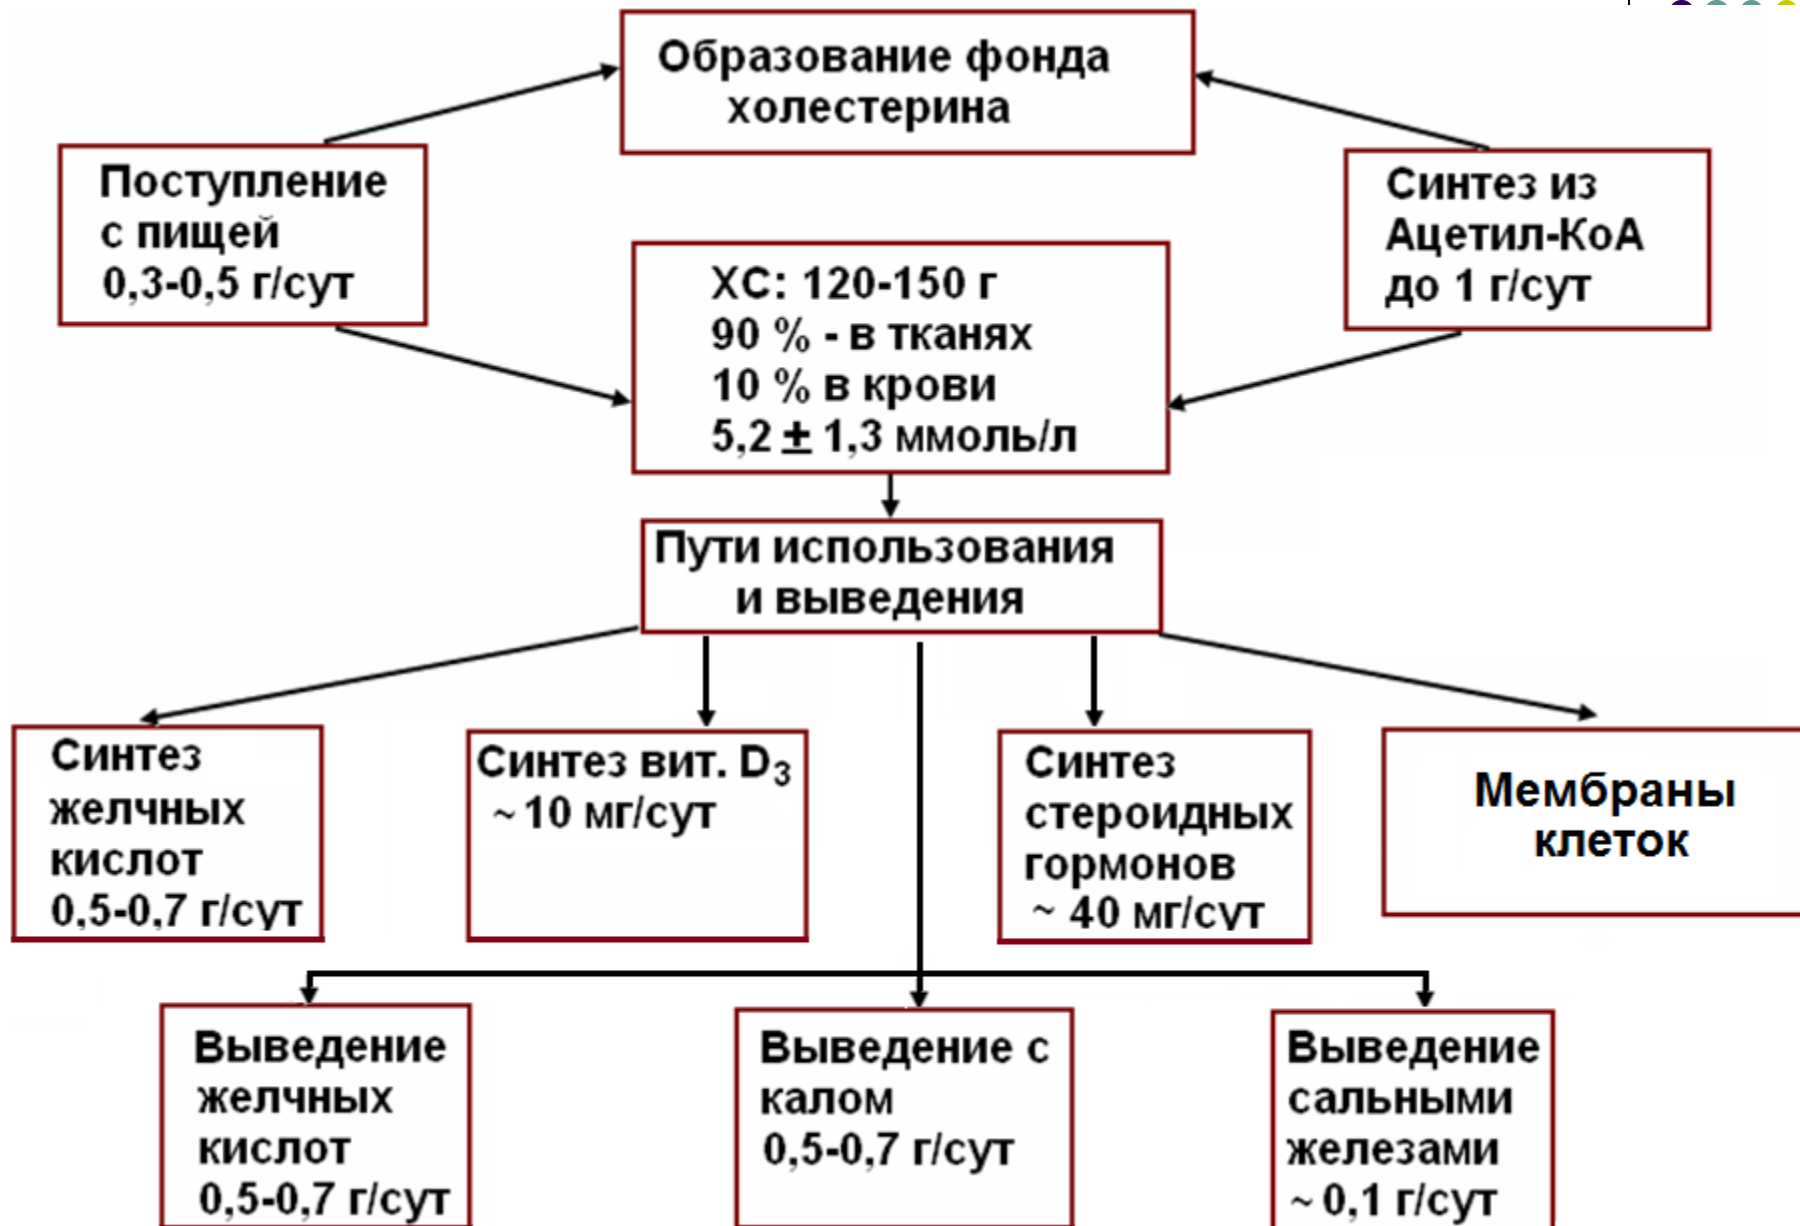 Образование фонда
холестерина
Поступление
с пищей
0,3-0,5 г/сут
Синтез из
Ацетил-КоА
до 1 г/сут
ХС: 120-150 г
90 % - в тканях
10 % в крови
5,2 ± 1,3 ммоль/л
Пути использования
и выведения
Синтез
желчных
кислот
0,5-0,7 г/сут
Синтез вит. D₃
~ 10 мг/сут
Синтез
стероидных
гормонов
~ 40 мг/сут
Мембраны
клеток
Выведение
желчных
кислот
0,5-0,7 г/сут
Выведение с
калом
0,5-0,7 г/сут
Выведение
сальными
железами
~ 0,1 г/сут